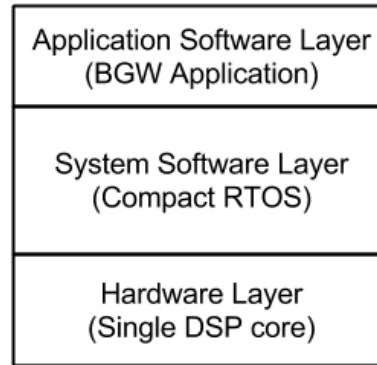 Application Software Layer
(BGW Application)
System Software Layer
(Compact RTOS)
Hardware Layer
(Single DSP core)